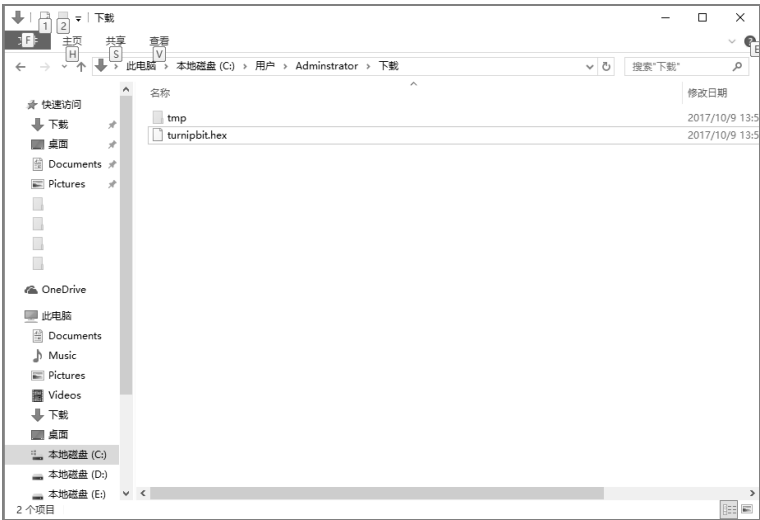 下载
1 2
F 主页 共享 查看
H S V E
此电脑 > 本地磁盘 (C:) > 用户 > Adminstrator > 下载
搜索"下载"
名称 修改日期
tmp 2017/10/9 13:5
turnipbit.hex 2017/10/9 13:5
快速访问
下载
桌面
Documents
Pictures
OneDrive
此电脑
Documents
Music
Pictures
Videos
下载
桌面
本地磁盘 (C:)
本地磁盘 (D:)
本地磁盘 (E:)
2 个项目